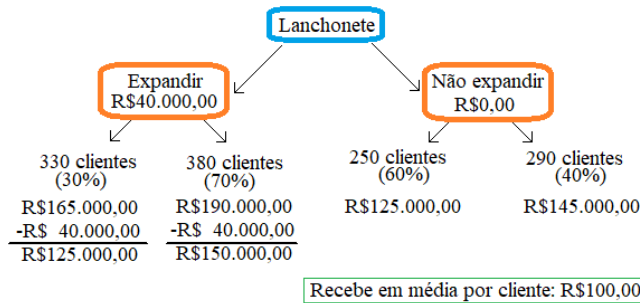 Lanchonete
Expandir
R$40.000,00
Não expandir
R$0,00
330 clientes
(30%)
R$165.000,00
-R$ 40.000,00
R$125.000,00
380 clientes
(70%)
R$190.000,00
-R$ 40.000,00
R$150.000,00
250 clientes
(60%)
R$125.000,00
290 clientes
(40%)
R$145.000,00
Recebe em média por cliente: R$100,00